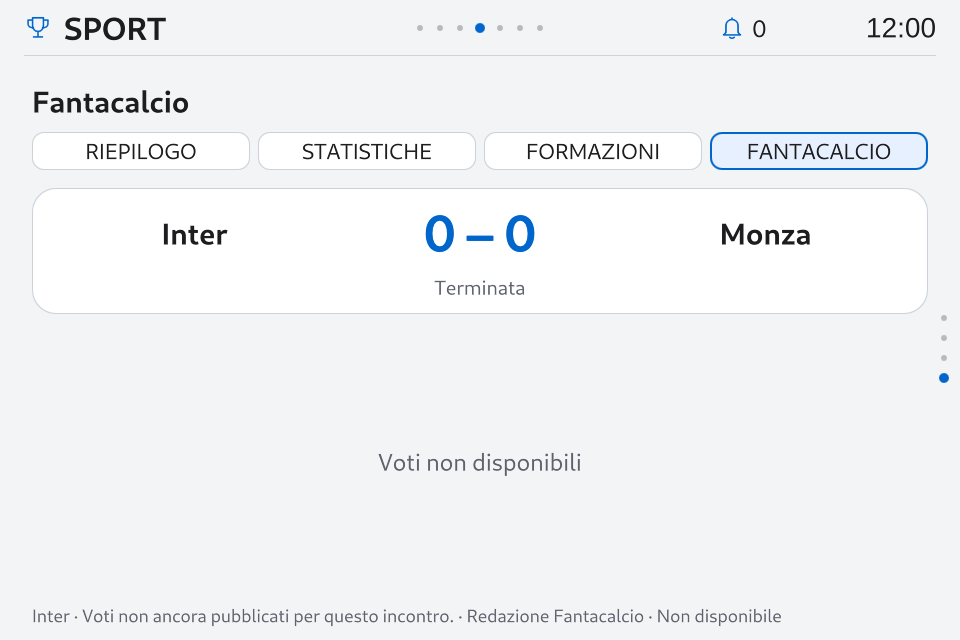 SPORT
0
12:00
Fantacalcio
RIEPILOGO
STATISTICHE
FORMAZIONI
FANTACALCIO
Inter
0 – 0
Monza
Terminata
Voti non disponibili
Inter · Voti non ancora pubblicati per questo incontro. · Redazione Fantacalcio · Non disponibile